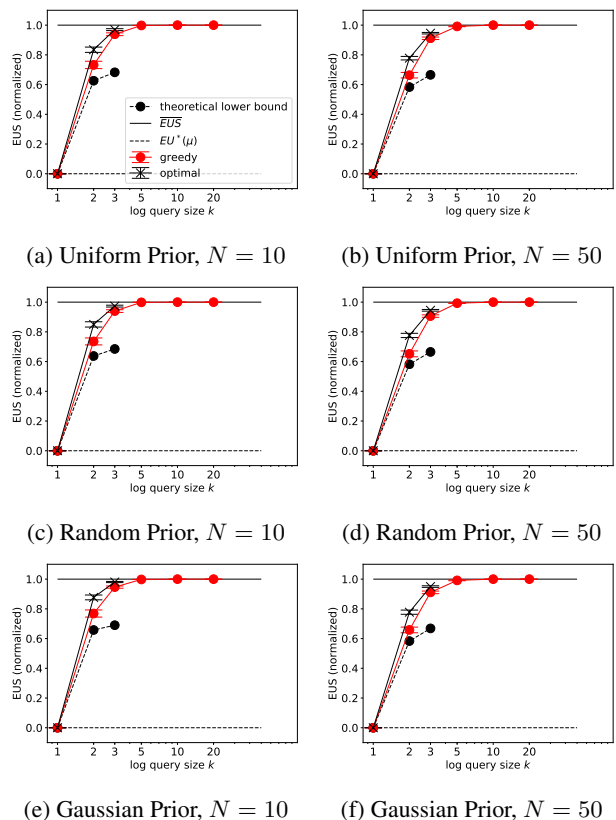 EUS (normalized)
1.0
0.8
0.6
0.4
0.2
0.0
theoretical lower bound
EUS
EU*(μ)
greedy
optimal
1 2 3 5 10 20
log query size k
(a) Uniform Prior, N = 10
EUS (normalized)
1.0
0.8
0.6
0.4
0.2
0.0
1 2 3 5 10 20
log query size k
(b) Uniform Prior, N = 50
EUS (normalized)
1.0
0.8
0.6
0.4
0.2
0.0
1 2 3 5 10 20
log query size k
(c) Random Prior, N = 10
EUS (normalized)
1.0
0.8
0.6
0.4
0.2
0.0
1 2 3 5 10 20
log query size k
(d) Random Prior, N = 50
EUS (normalized)
1.0
0.8
0.6
0.4
0.2
0.0
1 2 3 5 10 20
log query size k
(e) Gaussian Prior, N = 10
EUS (normalized)
1.0
0.8
0.6
0.4
0.2
0.0
1 2 3 5 10 20
log query size k
(f) Gaussian Prior, N = 50